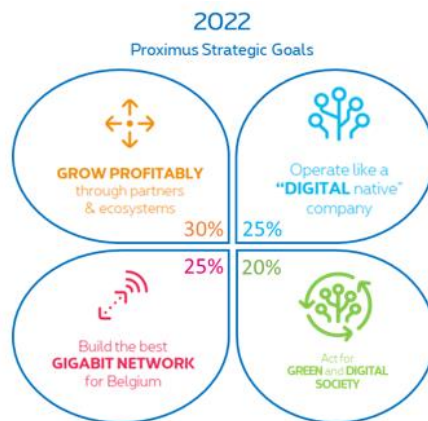 2022
Proximus Strategic Goals
GROW PROFITABLY
through partners
& ecosystems
30%
Operate like a
“DIGITAL native”
company
25%
25%
Build the best
GIGABIT NETWORK
for Belgium
20%
Act for
GREEN and DIGITAL
SOCIETY